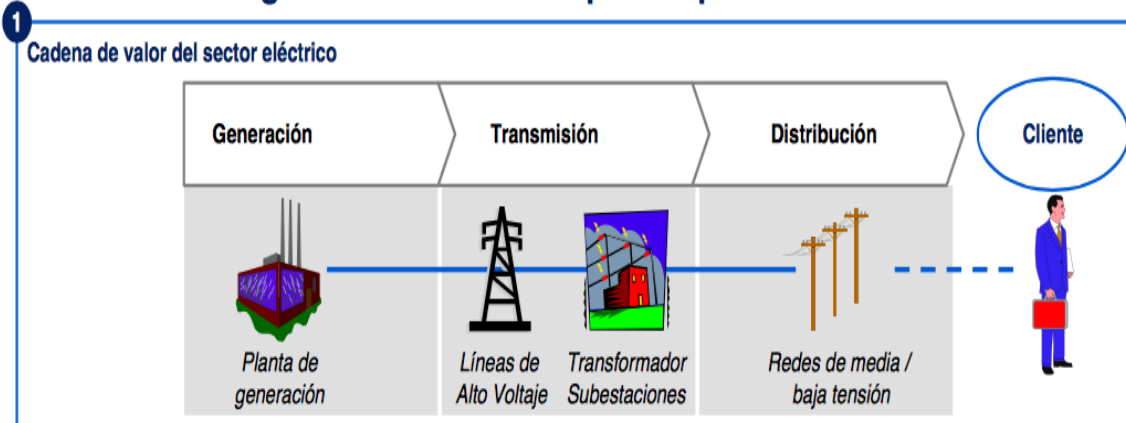 1
Cadena de valor del sector eléctrico
Generación
Transmisión
Distribución
Cliente
Planta de
generación
Líneas de
Alto Voltaje
Transformador
Subestaciones
Redes de media /
baja tensión